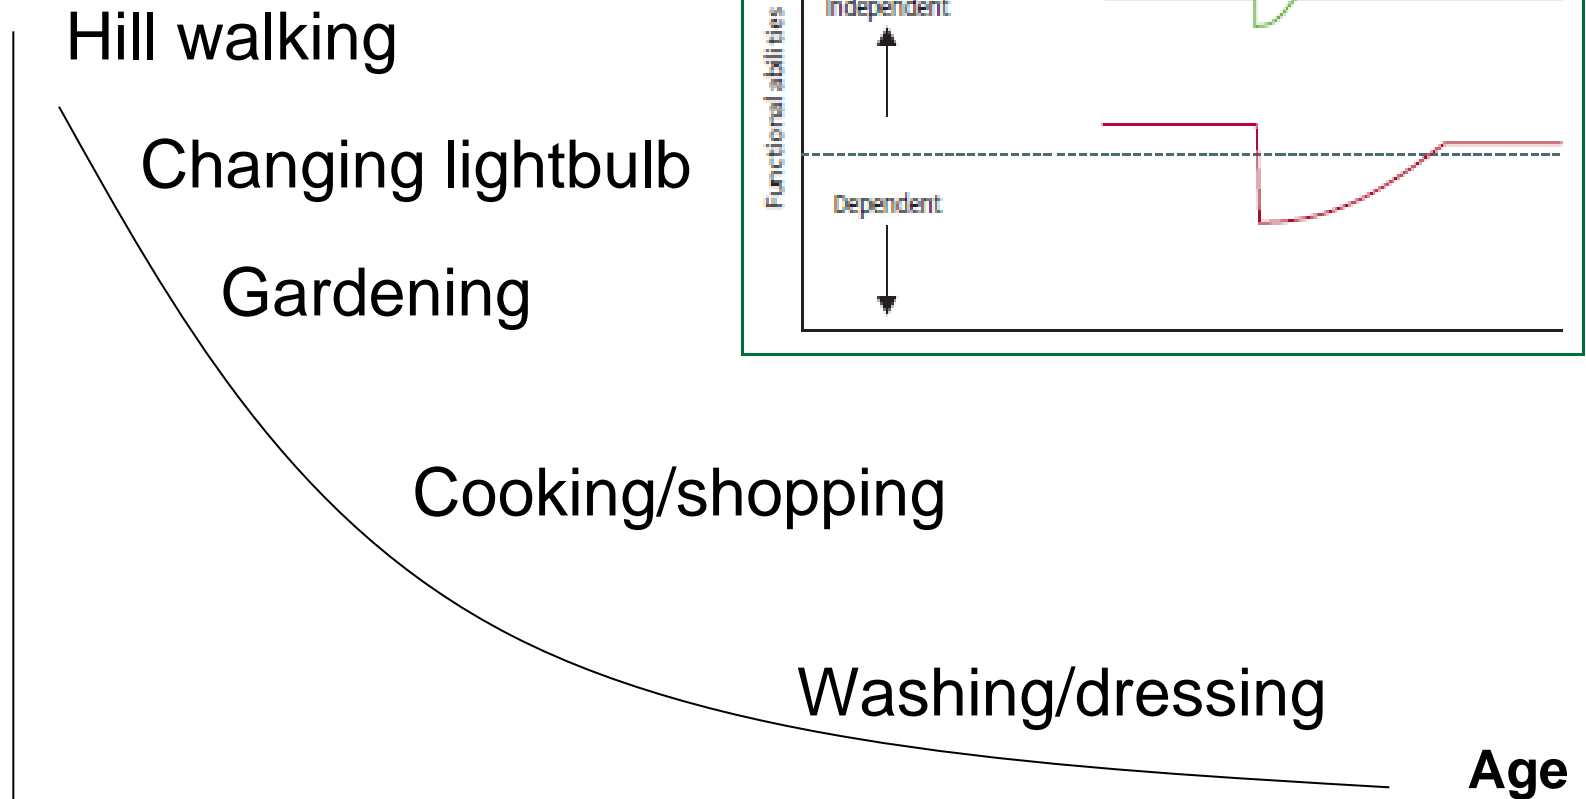 Hill walking
Changing lightbulb
Gardening
Cooking/shopping
Washing/dressing
Age
Independent
Functional abilities
Dependent